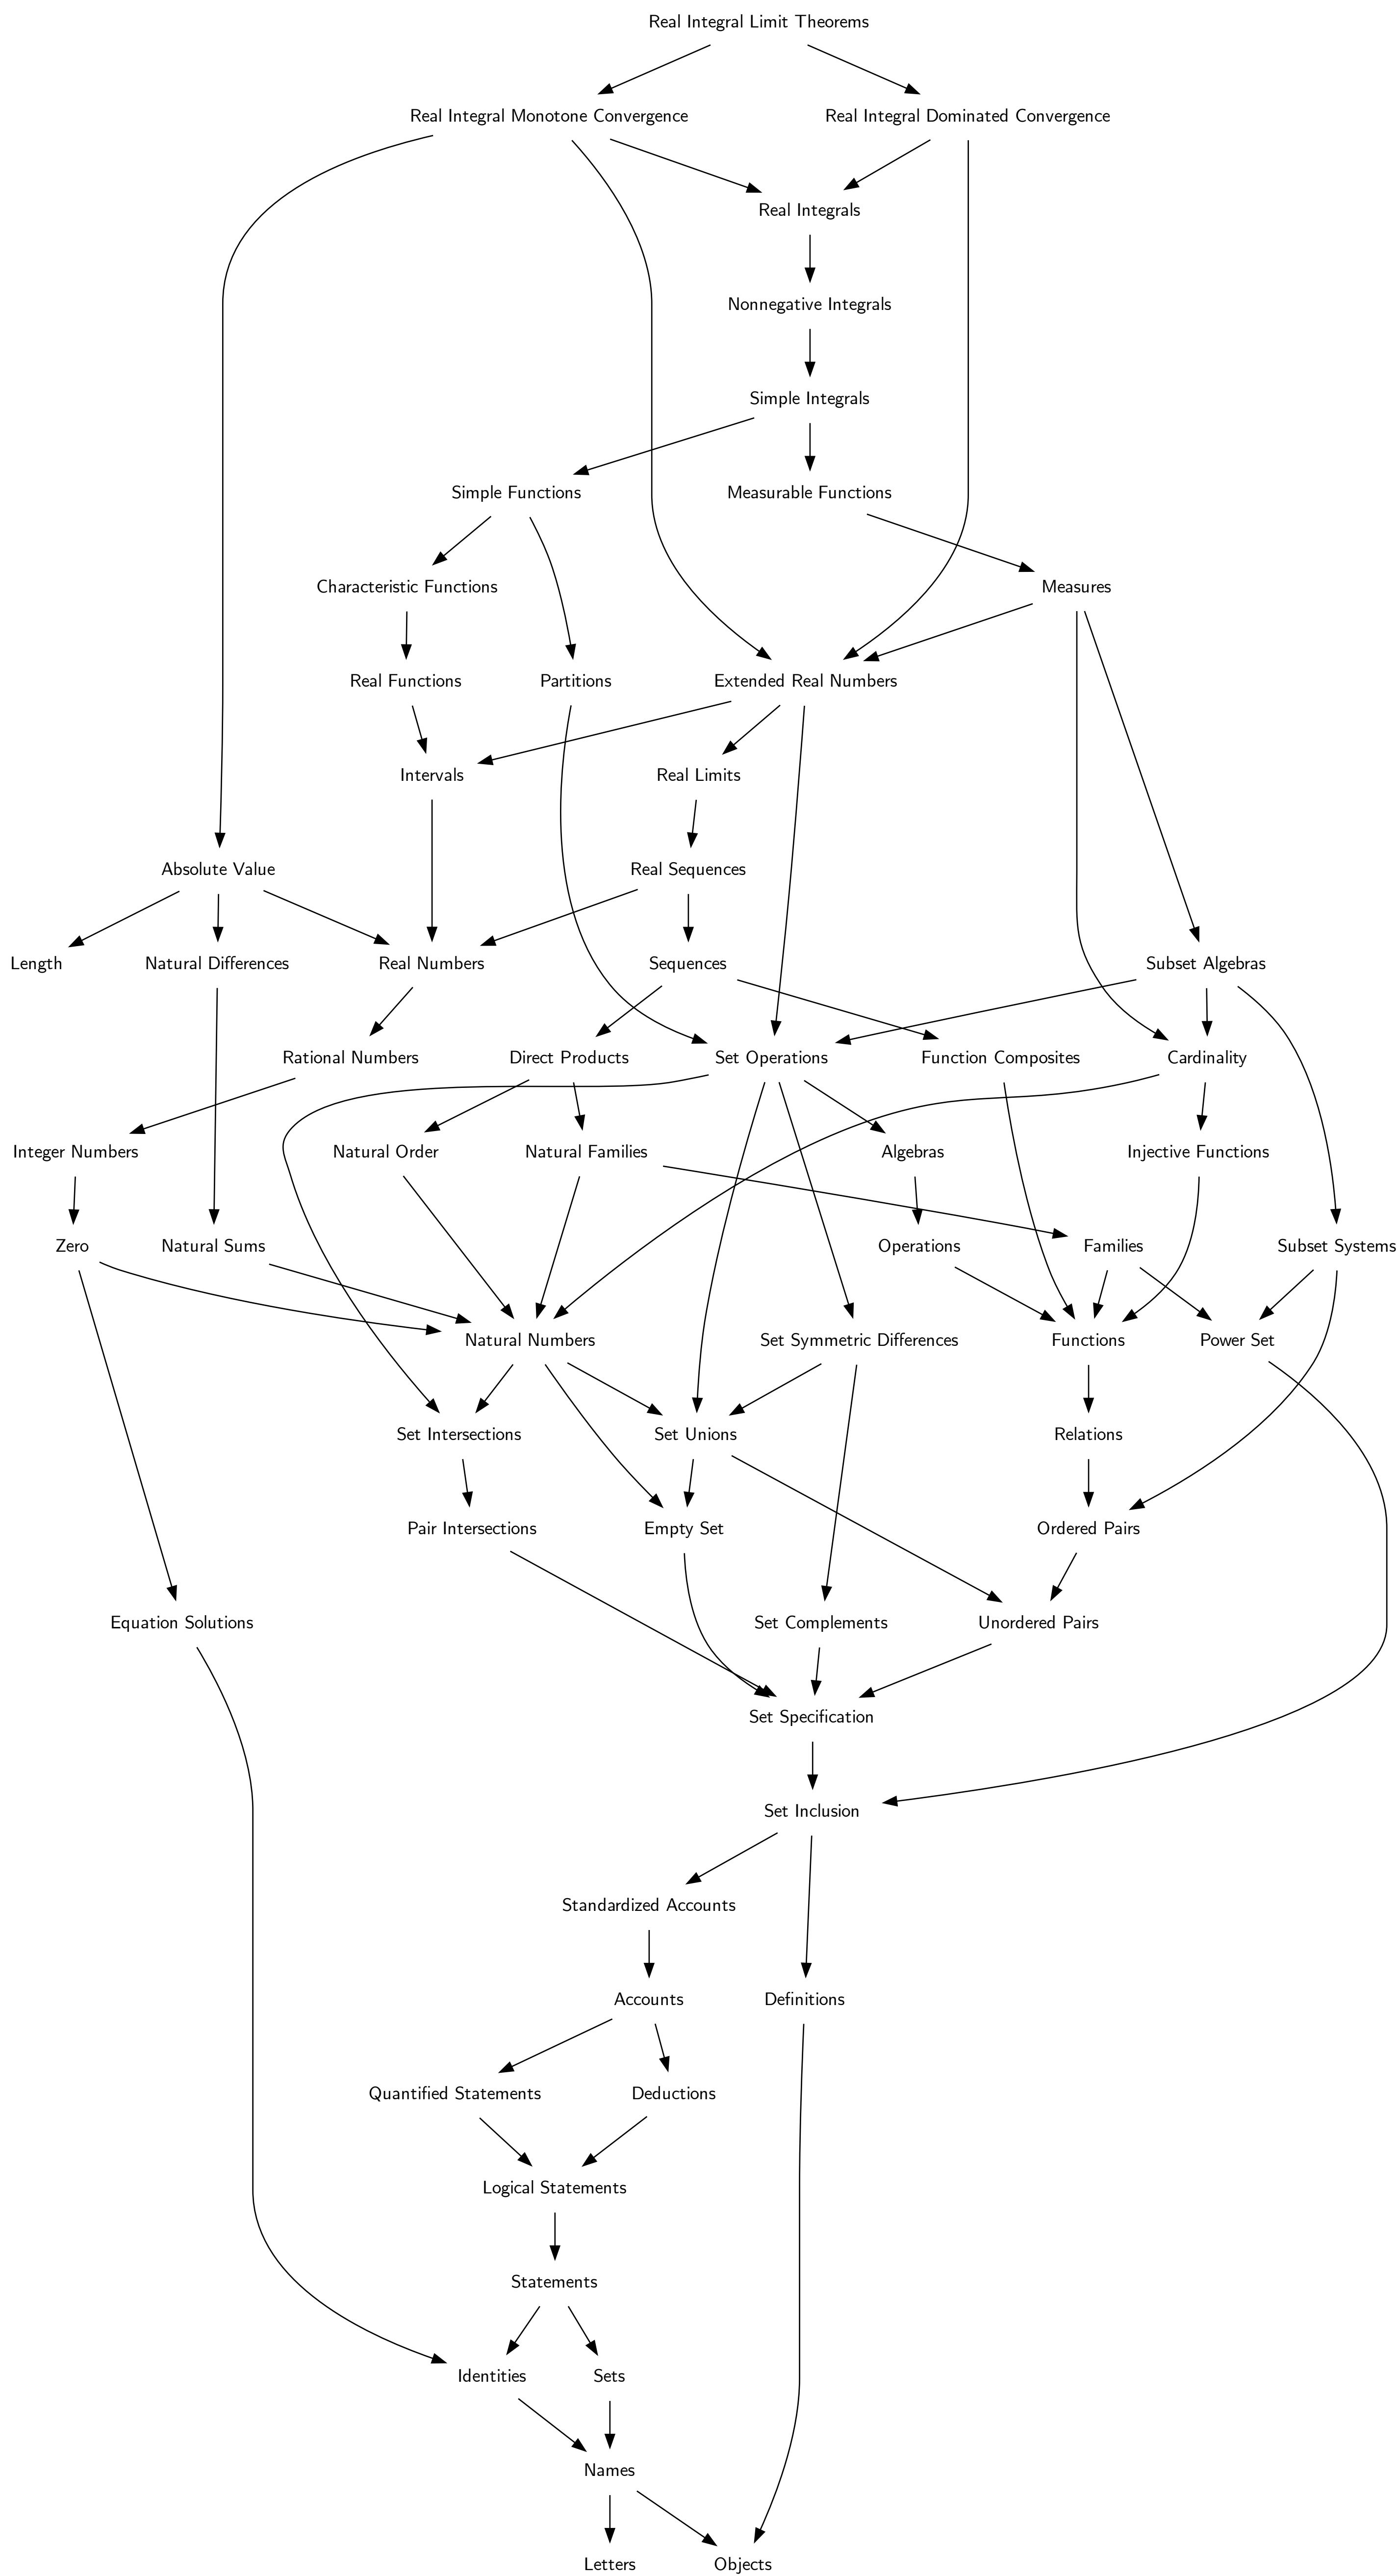 Real Integral Limit Theorems
Real Integral Monotone Convergence
Real Integral Dominated Convergence
Real Integrals
Nonnegative Integrals
Simple Integrals
Simple Functions
Measurable Functions
Characteristic Functions
Measures
Real Functions
Partitions
Extended Real Numbers
Intervals
Real Limits
Absolute Value
Real Sequences
Length
Natural Differences
Real Numbers
Sequences
Subset Algebras
Rational Numbers
Direct Products
Set Operations
Function Composites
Cardinality
Integer Numbers
Natural Order
Natural Families
Algebras
Injective Functions
Zero
Natural Sums
Operations
Families
Subset Systems
Natural Numbers
Set Symmetric Differences
Functions
Power Set
Set Intersections
Set Unions
Relations
Pair Intersections
Empty Set
Ordered Pairs
Equation Solutions
Set Complements
Unordered Pairs
Set Specification
Set Inclusion
Standardized Accounts
Accounts
Definitions
Quantified Statements
Deductions
Logical Statements
Statements
Identities
Sets
Names
Letters
Objects